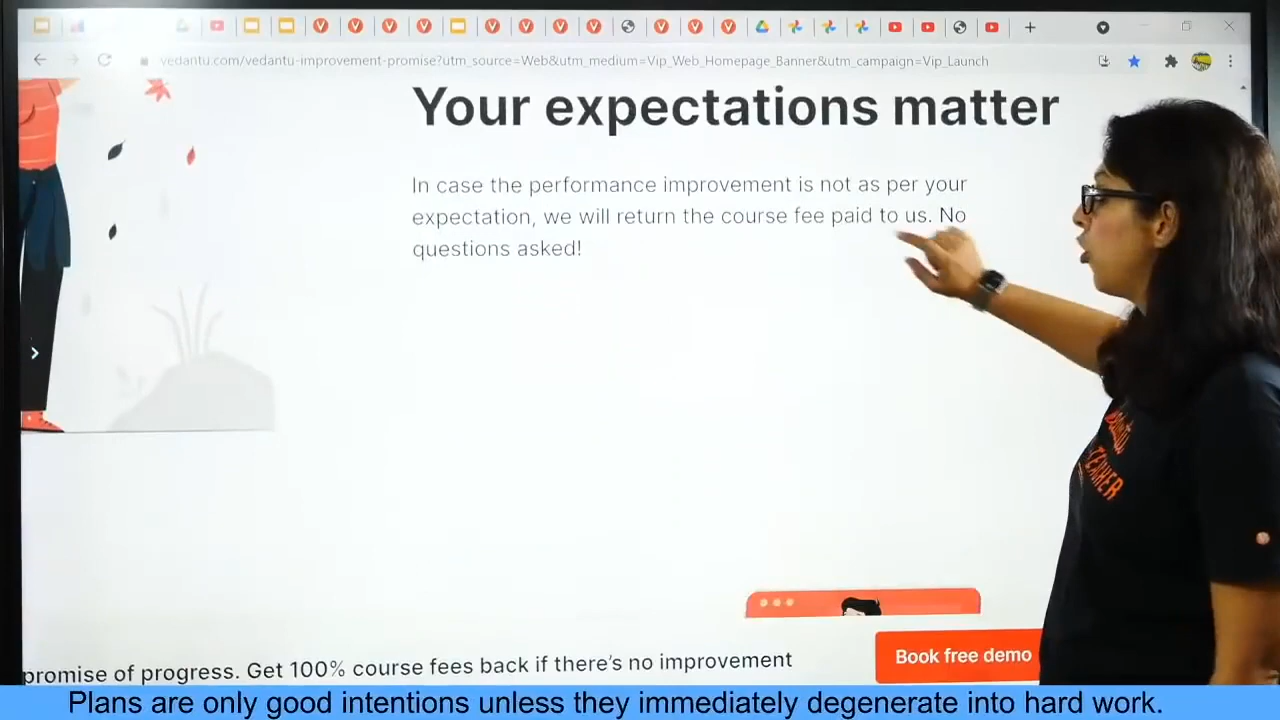 vedantu.com/vedantu-improvement-promise?utm_source=Web&utm_medium=Vip_Web_Homepage_Banner&utm_campaign=Vip_Launch
Your expectations matter
In case the performance improvement is not as per your
expectation, we will return the course fee paid to us. No
questions asked!
TEACHER
promise of progress. Get 100% course fees back if there's no improvement
Book free demo
Plans are only good intentions unless they immediately degenerate into hard work.